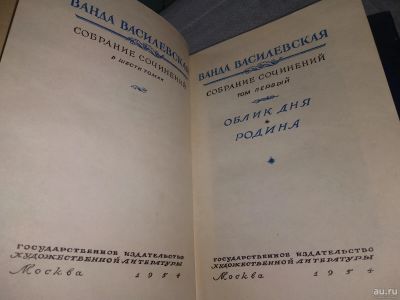 ВАНДА ВАСИЛЕВСКАЯ
СОБРАНИЕ СОЧИНЕНИЙ
В ШЕСТИ ТОМАХ
ГОСУДАРСТВЕННОЕ ИЗДАТЕЛЬСТВО
ХУДОЖЕСТВЕННОЙ ЛИТЕРАТУРЫ
Москва 1954
ВАНДА ВАСИЛЕВСКАЯ
СОБРАНИЕ СОЧИНЕНИЙ
ТОМ ПЕРВЫЙ
ОБЛИК ДНЯ
РОДИНА
ГОСУДАРСТВЕННОЕ ИЗДАТЕЛЬСТВО
ХУДОЖЕСТВЕННОЙ ЛИТЕРАТУРЫ
Москва 1954
au.ru